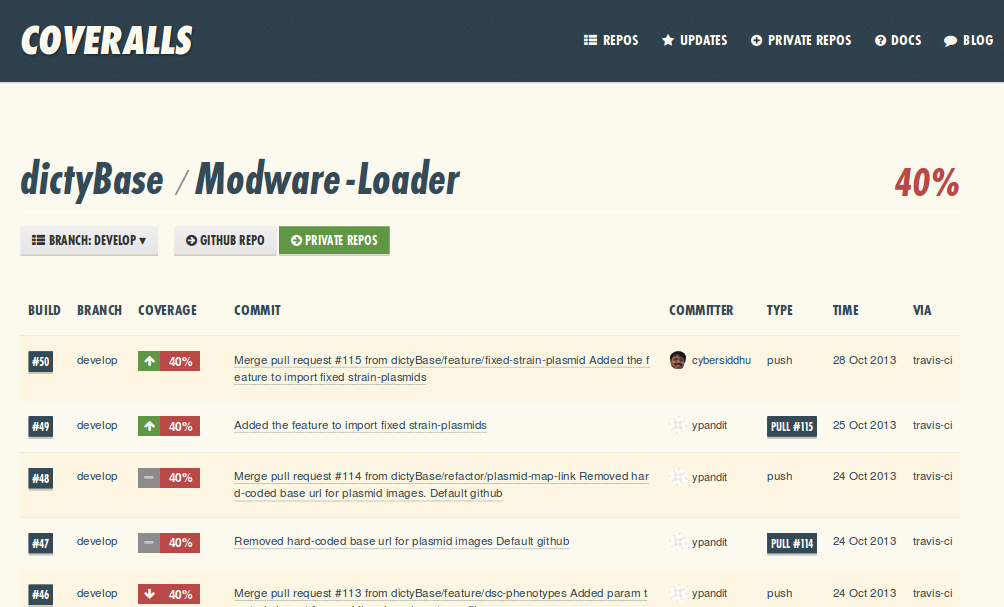 COVERALLS
REPOS UPDATES PRIVATE REPOS DOCS BLOG
dictyBase / Modware-Loader
40%
BRANCH: DEVELOP ▾ GITHUB REPO PRIVATE REPOS
BUILD BRANCH COVERAGE COMMIT COMMITTER TYPE TIME VIA
#50 develop 40% Merge pull request #115 from dictyBase/feature/fixed-strain-plasmid Added the f cybersiddhu push 28 Oct 2013 travis-ci
eature to import fixed strain-plasmids
#49 develop 40% Added the feature to import fixed strain-plasmids ypandit PULL #115 25 Oct 2013 travis-ci
#48 develop 40% Merge pull request #114 from dictyBase/refactor/plasmid-map-link Removed har ypandit push 24 Oct 2013 travis-ci
d-coded base url for plasmid images. Default github
#47 develop 40% Removed hard-coded base url for plasmid images Default github ypandit PULL #114 24 Oct 2013 travis-ci
#46 develop 40% Merge pull request #113 from dictyBase/feature/dsc-phenotypes Added param t ypandit push 24 Oct 2013 travis-ci